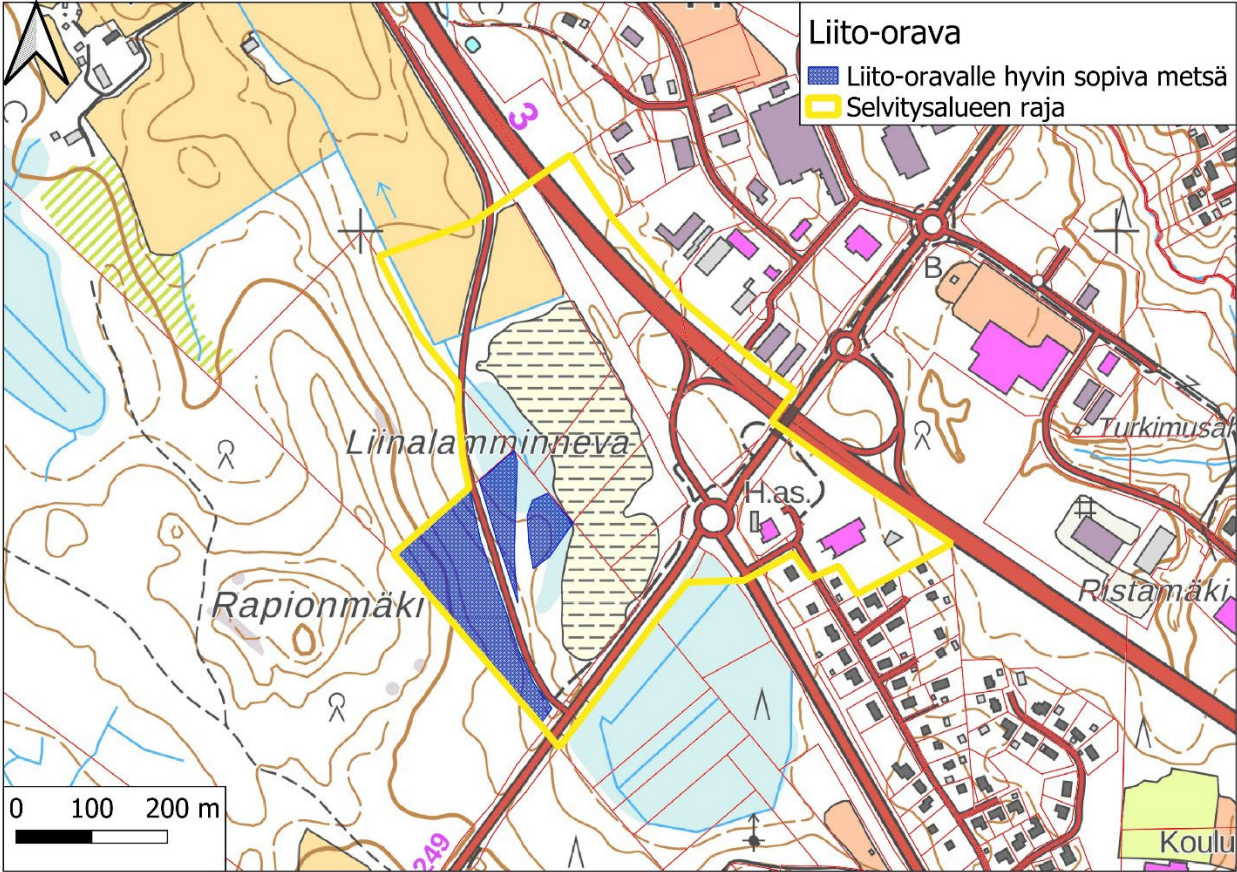 Liito-orava
Liito-oravalle hyvin sopiva metsä
Selvitysalueen raja
3
B
Liinalamminneva
Turkimusah
H.as.
Rapionmäki
Ristamäki
0 100 200 m
249
Koulu